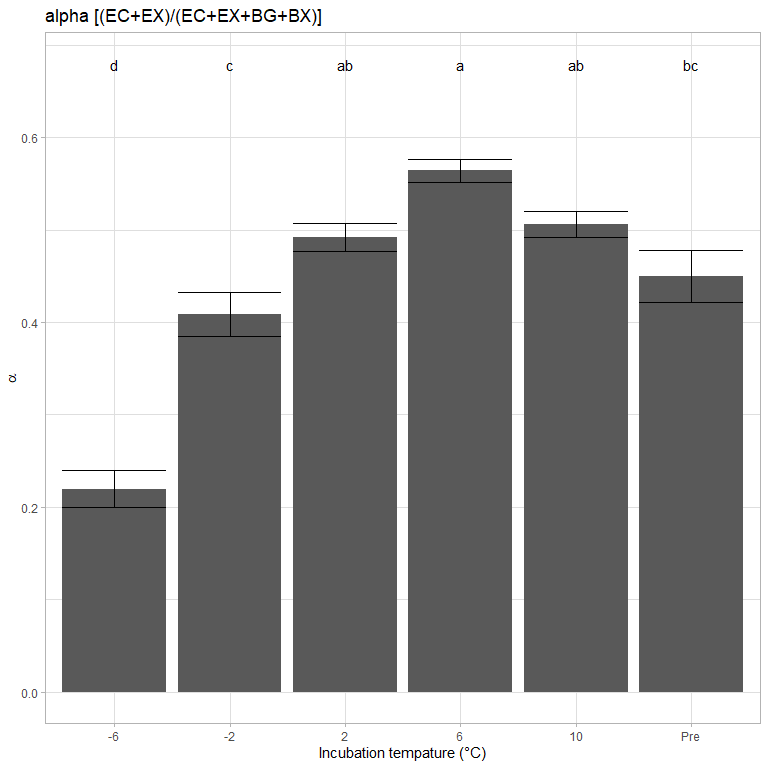 alpha [(EC+EX)/(EC+EX+BG+BX)]
d c ab a ab bc
0.6
0.4
α
0.2
0.0
-6 -2 2 6 10 Pre
Incubation tempature (°C)